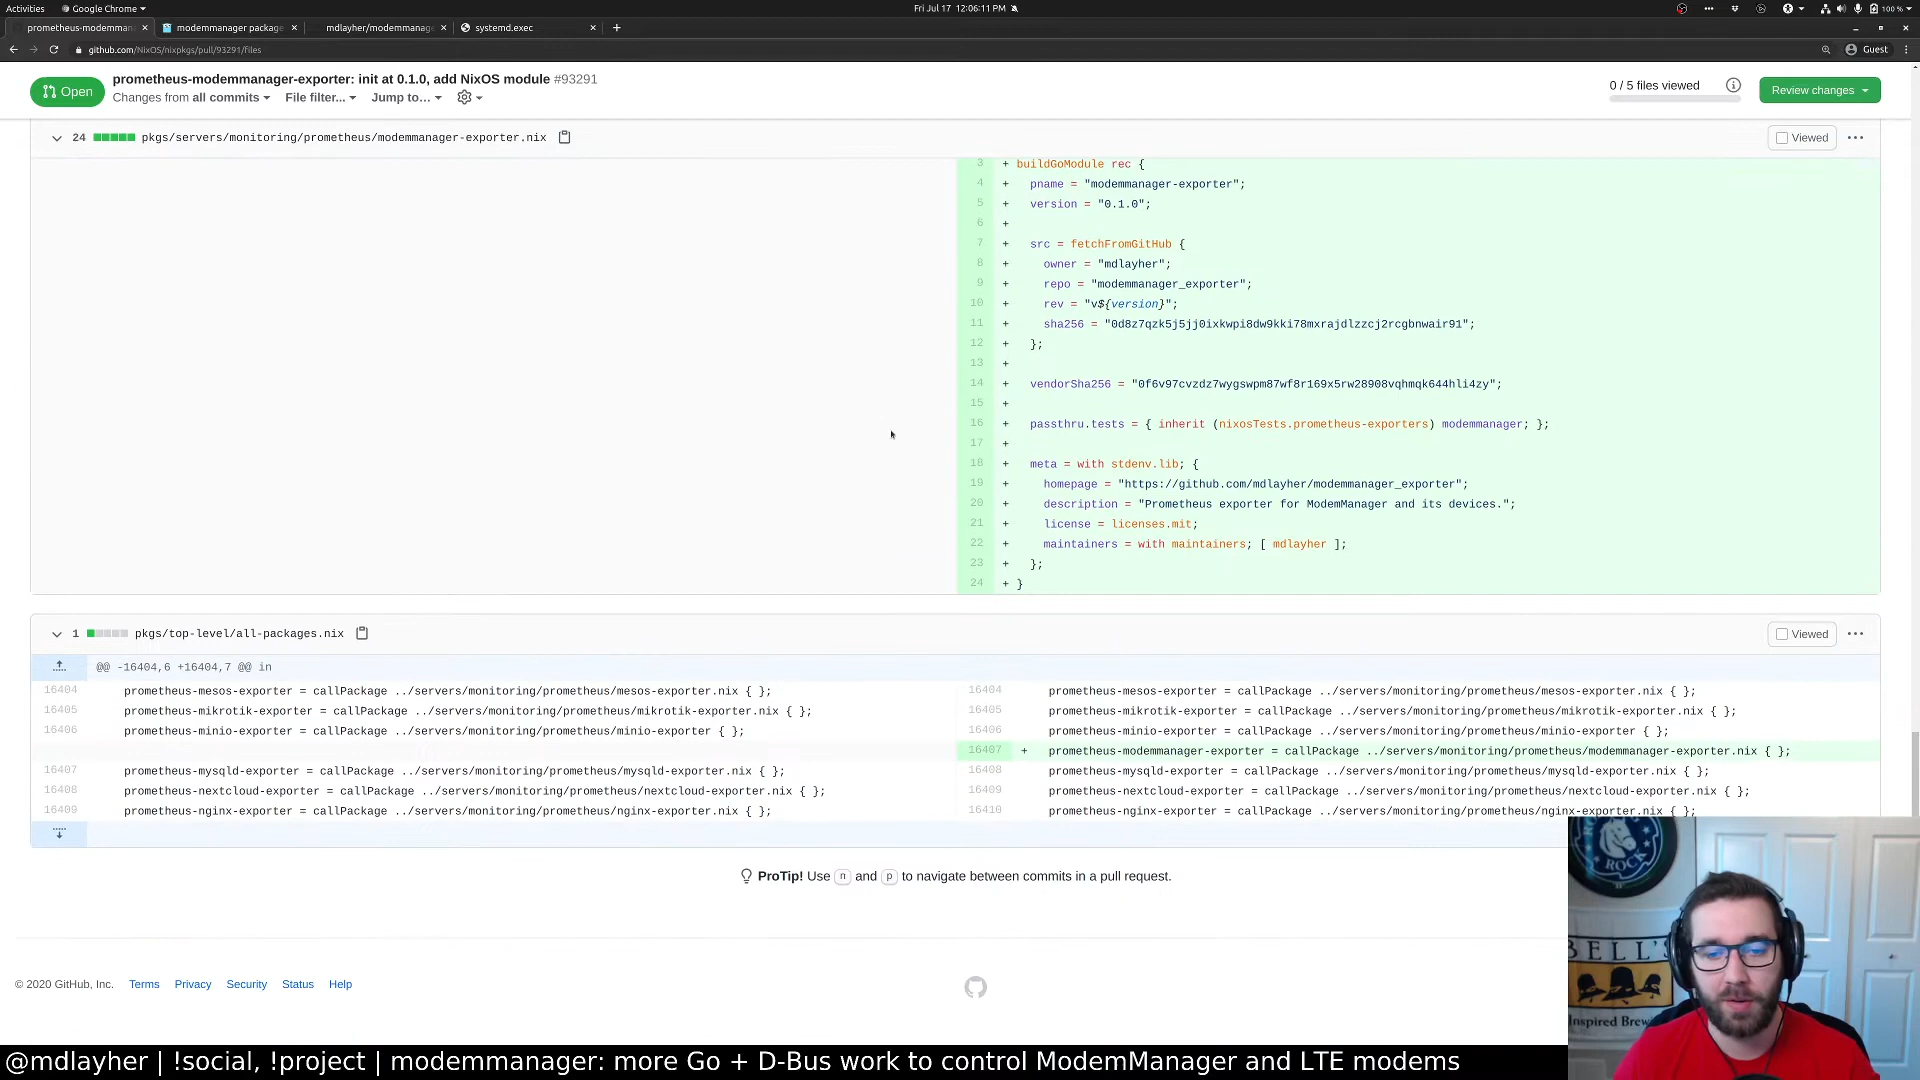 Activities Google Chrome Fri Jul 17 12:06:11 PM 100 %
prometheus-modemman × modemmanager package × mdlayher/modemmanage × systemd.exec × +
github.com/NixOS/nixpkgs/pull/93291/files Guest
Open prometheus-modemmanager-exporter: init at 0.1.0, add NixOS module #93291
Changes from all commits File filter... Jump to… 0 / 5 files viewed Review changes
24 pkgs/servers/monitoring/prometheus/modemmanager-exporter.nix Viewed ...
3 + buildGoModule rec {
4 + pname = "modemmanager-exporter";
5 + version = "0.1.0";
6 +
7 + src = fetchFromGitHub {
8 + owner = "mdlayher";
9 + repo = "modemmanager_exporter";
10 + rev = "v${version}";
11 + sha256 = "0d8z7qzk5j5jj0ixkwpi8dw9kki78mxrajdlzzcj2rcgbnwair91";
12 + };
13 +
14 + vendorSha256 = "0f6v97cvzdz7wygswpm87wf8r169x5rw28908vqhmqk644hli4zy";
15 +
16 + passthru.tests = { inherit (nixosTests.prometheus-exporters) modemmanager; };
17 +
18 + meta = with stdenv.lib; {
19 + homepage = "https://github.com/mdlayher/modemmanager_exporter";
20 + description = "Prometheus exporter for ModemManager and its devices.";
21 + license = licenses.mit;
22 + maintainers = with maintainers; [ mdlayher ];
23 + };
24 + }
1 pkgs/top-level/all-packages.nix Viewed ...
@@ -16404,6 +16404,7 @@ in
16404 prometheus-mesos-exporter = callPackage ../servers/monitoring/prometheus/mesos-exporter.nix { }; 16404 prometheus-mesos-exporter = callPackage ../servers/monitoring/prometheus/mesos-exporter.nix { };
16405 prometheus-mikrotik-exporter = callPackage ../servers/monitoring/prometheus/mikrotik-exporter.nix { }; 16405 prometheus-mikrotik-exporter = callPackage ../servers/monitoring/prometheus/mikrotik-exporter.nix { };
16406 prometheus-minio-exporter = callPackage ../servers/monitoring/prometheus/minio-exporter { }; 16406 prometheus-minio-exporter = callPackage ../servers/monitoring/prometheus/minio-exporter { };
16407 + prometheus-modemmanager-exporter = callPackage ../servers/monitoring/prometheus/modemmanager-exporter.nix { };
16407 prometheus-mysqld-exporter = callPackage ../servers/monitoring/prometheus/mysqld-exporter.nix { }; 16408 prometheus-mysqld-exporter = callPackage ../servers/monitoring/prometheus/mysqld-exporter.nix { };
16408 prometheus-nextcloud-exporter = callPackage ../servers/monitoring/prometheus/nextcloud-exporter.nix { }; 16409 prometheus-nextcloud-exporter = callPackage ../servers/monitoring/prometheus/nextcloud-exporter.nix { };
16409 prometheus-nginx-exporter = callPackage ../servers/monitoring/prometheus/nginx-exporter.nix { }; 16410 prometheus-nginx-exporter = callPackage ../servers/monitoring/prometheus/nginx-exporter.nix { };
ProTip! Use n and p to navigate between commits in a pull request.
ROCK
BELL'S
Inspired Brew
© 2020 GitHub, Inc. Terms Privacy Security Status Help
@mdlayher | !social, !project | modemmanager: more Go + D-Bus work to control ModemManager and LTE modems